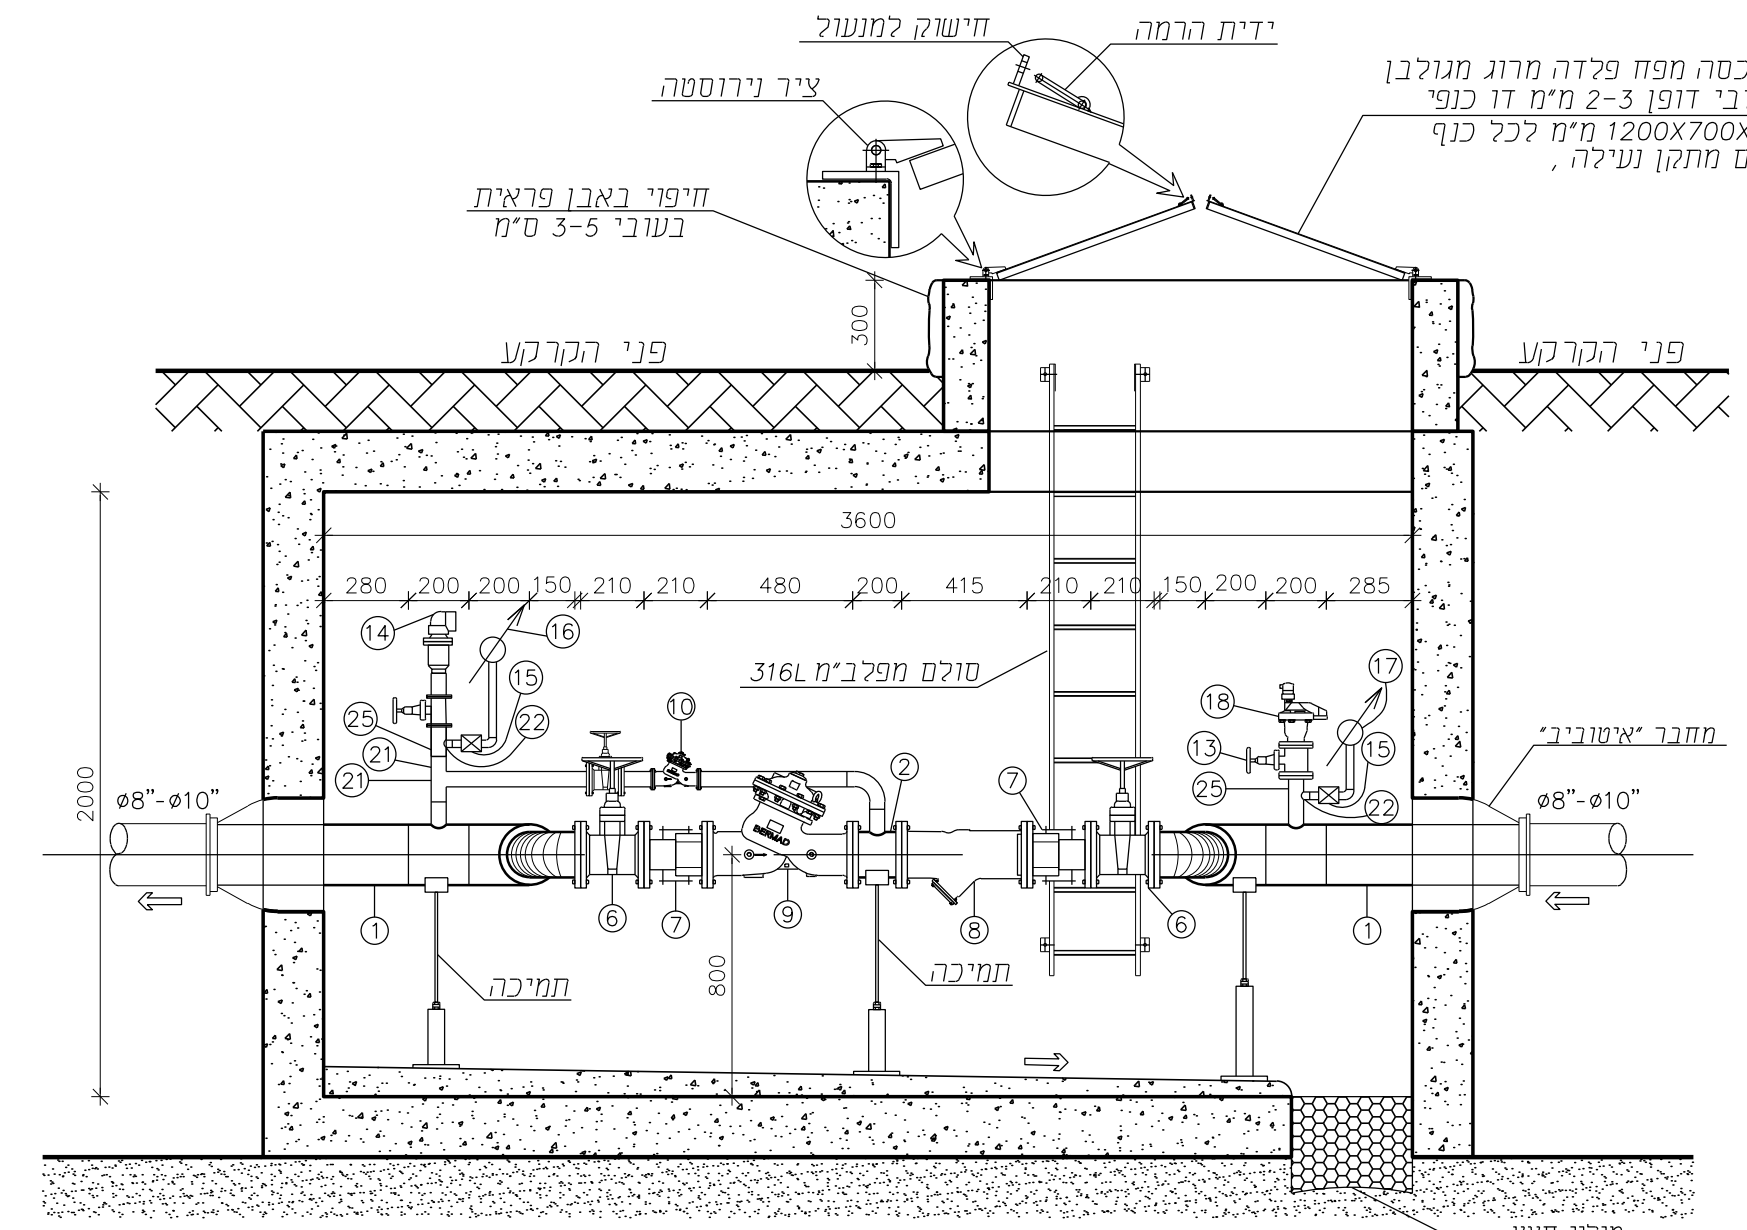 חישוק למנעול
ידית הרמה
ציר נירוסטה
כסה מפח פלדה מרוג מגולבן
בי דופן 2-3 מ"מ דו כנפי
1200X700X מ"מ לכל כנף
ם מתקן נעילה ,
חיפוי באבן פראית
בעובי 3-5 ס"מ
300
פני הקרקע
פני הקרקע
3600
280 200 200 150 210 210 480 200 415 210 210 150 200 200 285
14
16
15
22
25
21
21
10
סולם מפלב"מ 316L
17
18
13
15
25
22
מחבר "איטוביב"
2000
ø8"-ø10"
ø8"-ø10"
2
7
BERMAD
1
6
7
9
8
6
1
800
תמיכה
תמיכה